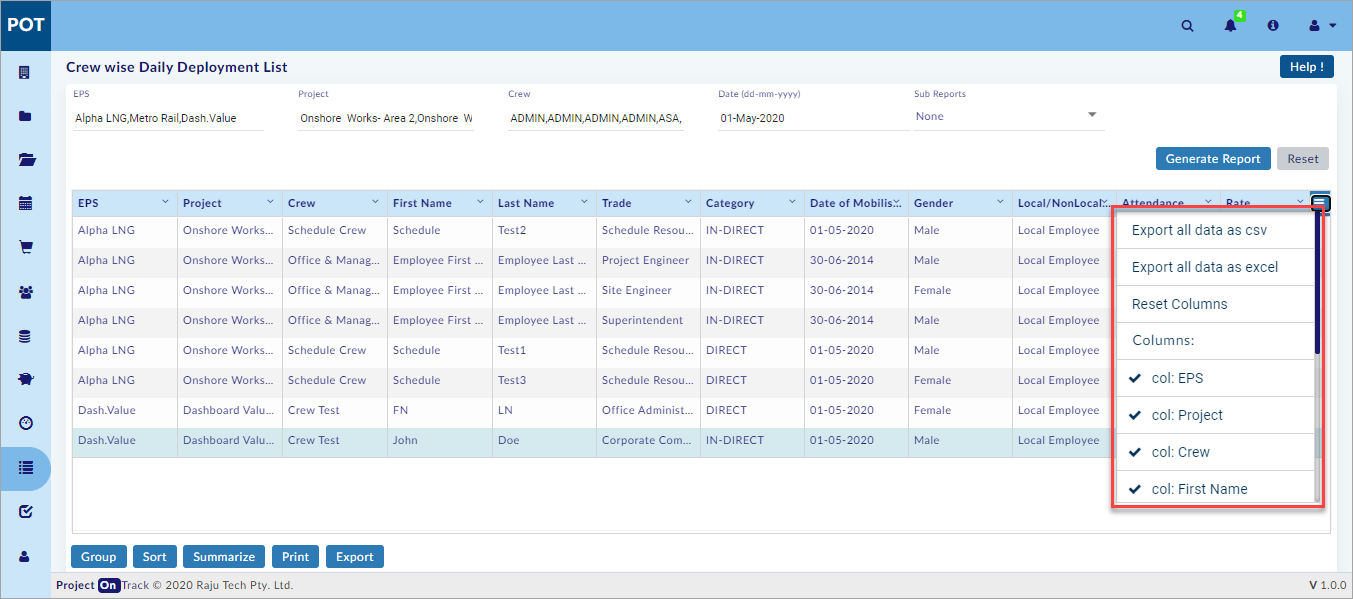 POT
4
Crew wise Daily Deployment List
Help !
EPS Project Crew Date (dd-mm-yyyy) Sub Reports
Alpha LNG,Metro Rail,Dash.Value Onshore Works- Area 2,Onshore W ADMIN,ADMIN,ADMIN,ADMIN,ASA, 01-May-2020 None
Generate Report Reset
EPS Project Crew First Name Last Name Trade Category Date of Mobilis... Gender Local/NonLocal... Attendance Rate
Alpha LNG Onshore Works... Schedule Crew Schedule Test2 Schedule Resou... IN-DIRECT 01-05-2020 Male Local Employee
Alpha LNG Onshore Works... Office & Manag... Employee First ... Employee Last ... Project Engineer IN-DIRECT 30-06-2014 Male Local Employee
Alpha LNG Onshore Works... Office & Manag... Employee First ... Employee Last ... Site Engineer IN-DIRECT 30-06-2014 Female Local Employee
Alpha LNG Onshore Works... Office & Manag... Employee First ... Employee Last ... Superintendent IN-DIRECT 30-06-2014 Male Local Employee
Alpha LNG Onshore Works... Schedule Crew Schedule Test1 Schedule Resou... DIRECT 01-05-2020 Male Local Employee
Alpha LNG Onshore Works... Schedule Crew Schedule Test3 Schedule Resou... DIRECT 01-05-2020 Female Local Employee
Dash.Value Dashboard Valu... Crew Test FN LN Office Administ... DIRECT 01-05-2020 Female Local Employee
Dash.Value Dashboard Valu... Crew Test John Doe Corporate Com... IN-DIRECT 01-05-2020 Male Local Employee
Export all data as csv
Export all data as excel
Reset Columns
Columns:
col: EPS
col: Project
col: Crew
col: First Name
Group Sort Summarize Print Export
Project On Track © 2020 Raju Tech Pty. Ltd.
V 1.0.0